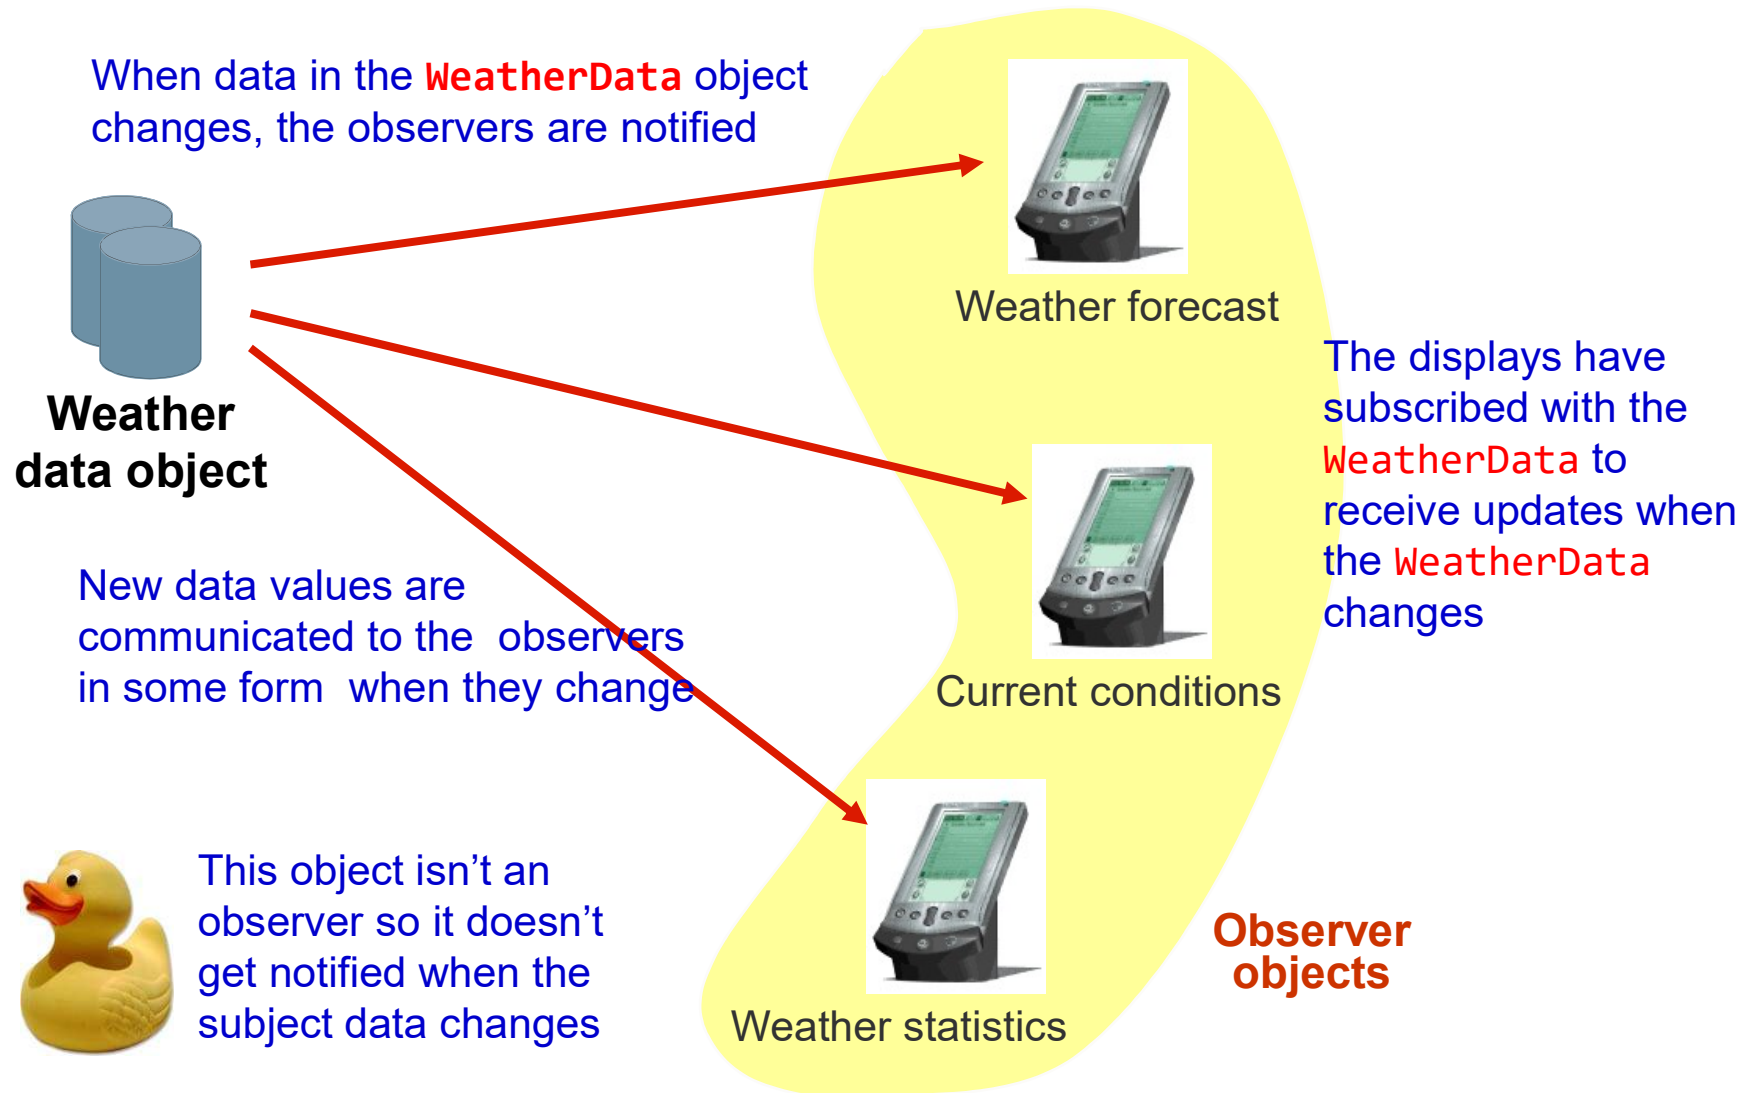 When data in the WeatherData object
changes, the observers are notified
Weather forecast
Weather
data object
The displays have
subscribed with the
WeatherData to
receive updates when
the WeatherData
changes
New data values are
communicated to the observers
in some form when they change
Current conditions
This object isn’t an
observer so it doesn’t
get notified when the
subject data changes
Weather statistics
Observer
objects